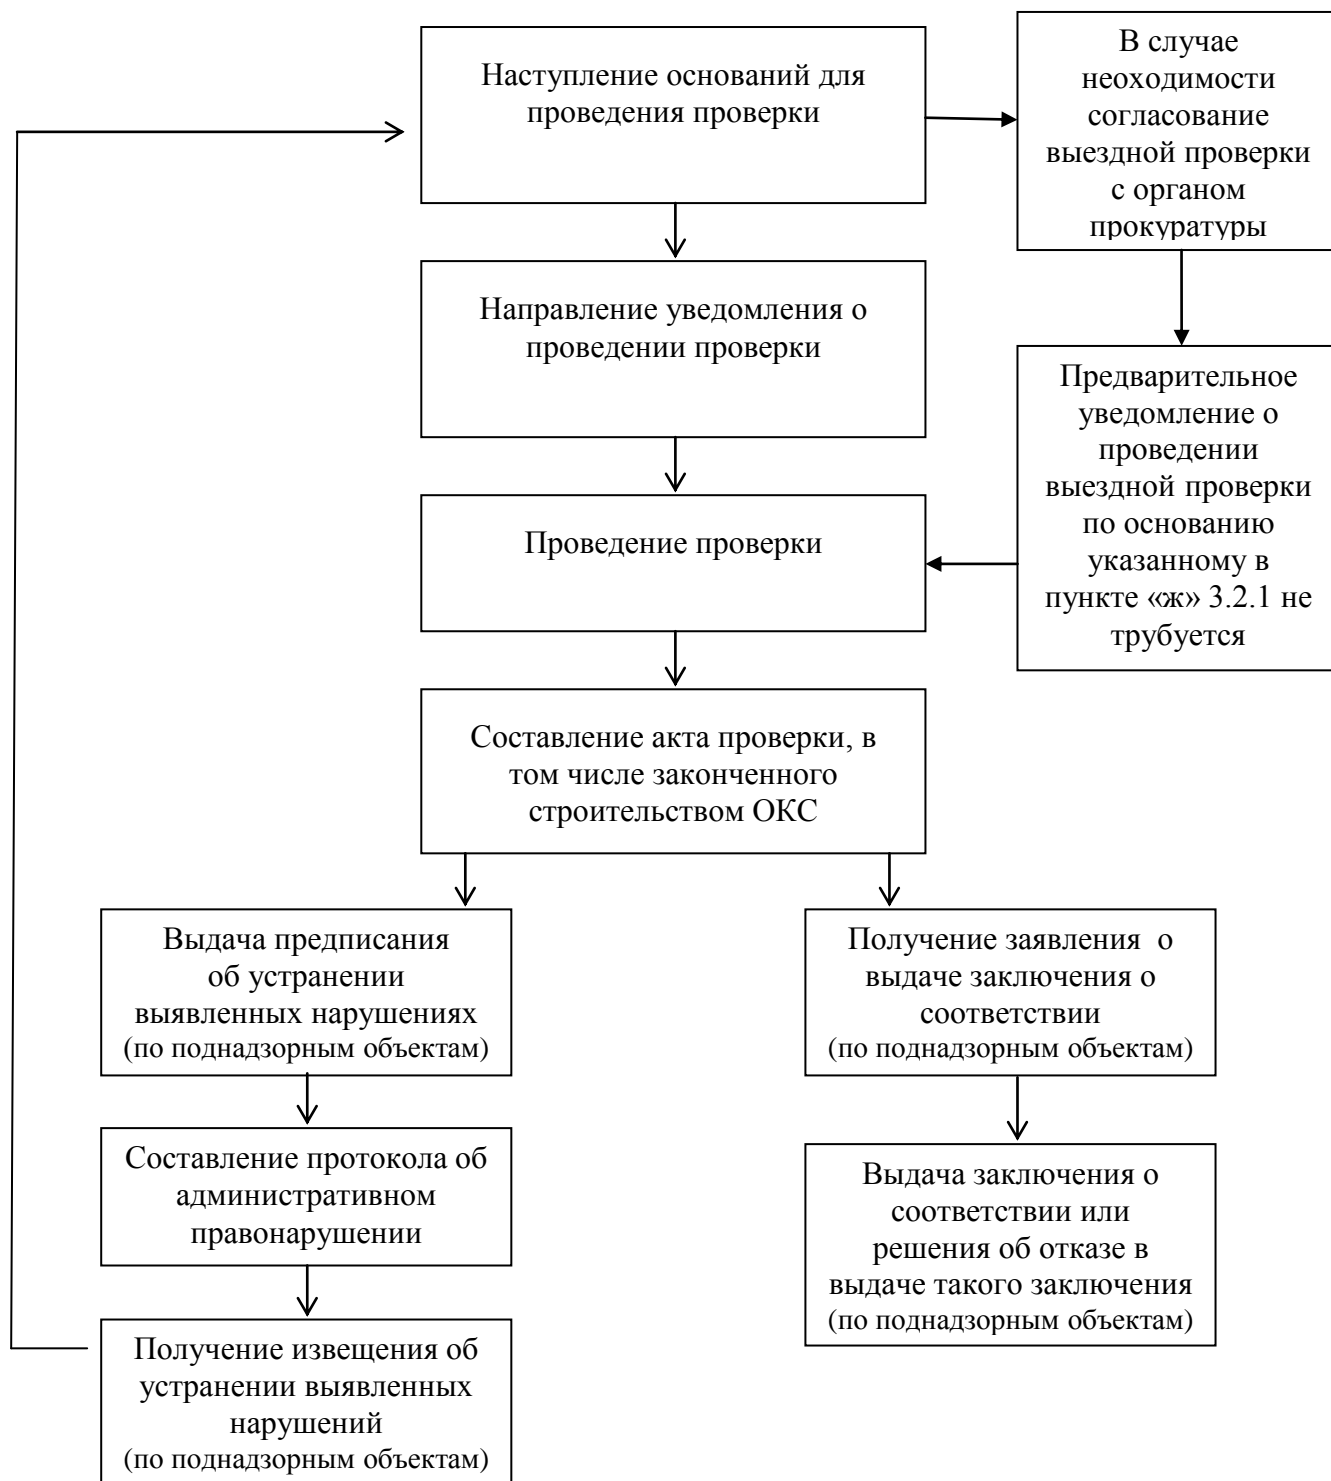 Наступление оснований для
проведения проверки
В случае
неоходимости
согласование
выездной проверки
с органом
прокуратуры
Направление уведомления о
проведении проверки
Предварительное
уведомление о
проведении
выездной проверки
по основанию
указанному в
пункте «ж» 3.2.1 не
трубуется
Проведение проверки
Составление акта проверки, в
том числе законченного
строительством ОКС
Выдача предписания
об устранении
выявленных нарушениях
(по поднадзорным объектам)
Получение заявления о
выдаче заключения о
соответствии
(по поднадзорным объектам)
Составление протокола об
административном
правонарушении
Выдача заключения о
соответствии или
решения об отказе в
выдаче такого заключения
(по поднадзорным объектам)
Получение извещения об
устранении выявленных
нарушений
(по поднадзорным объектам)